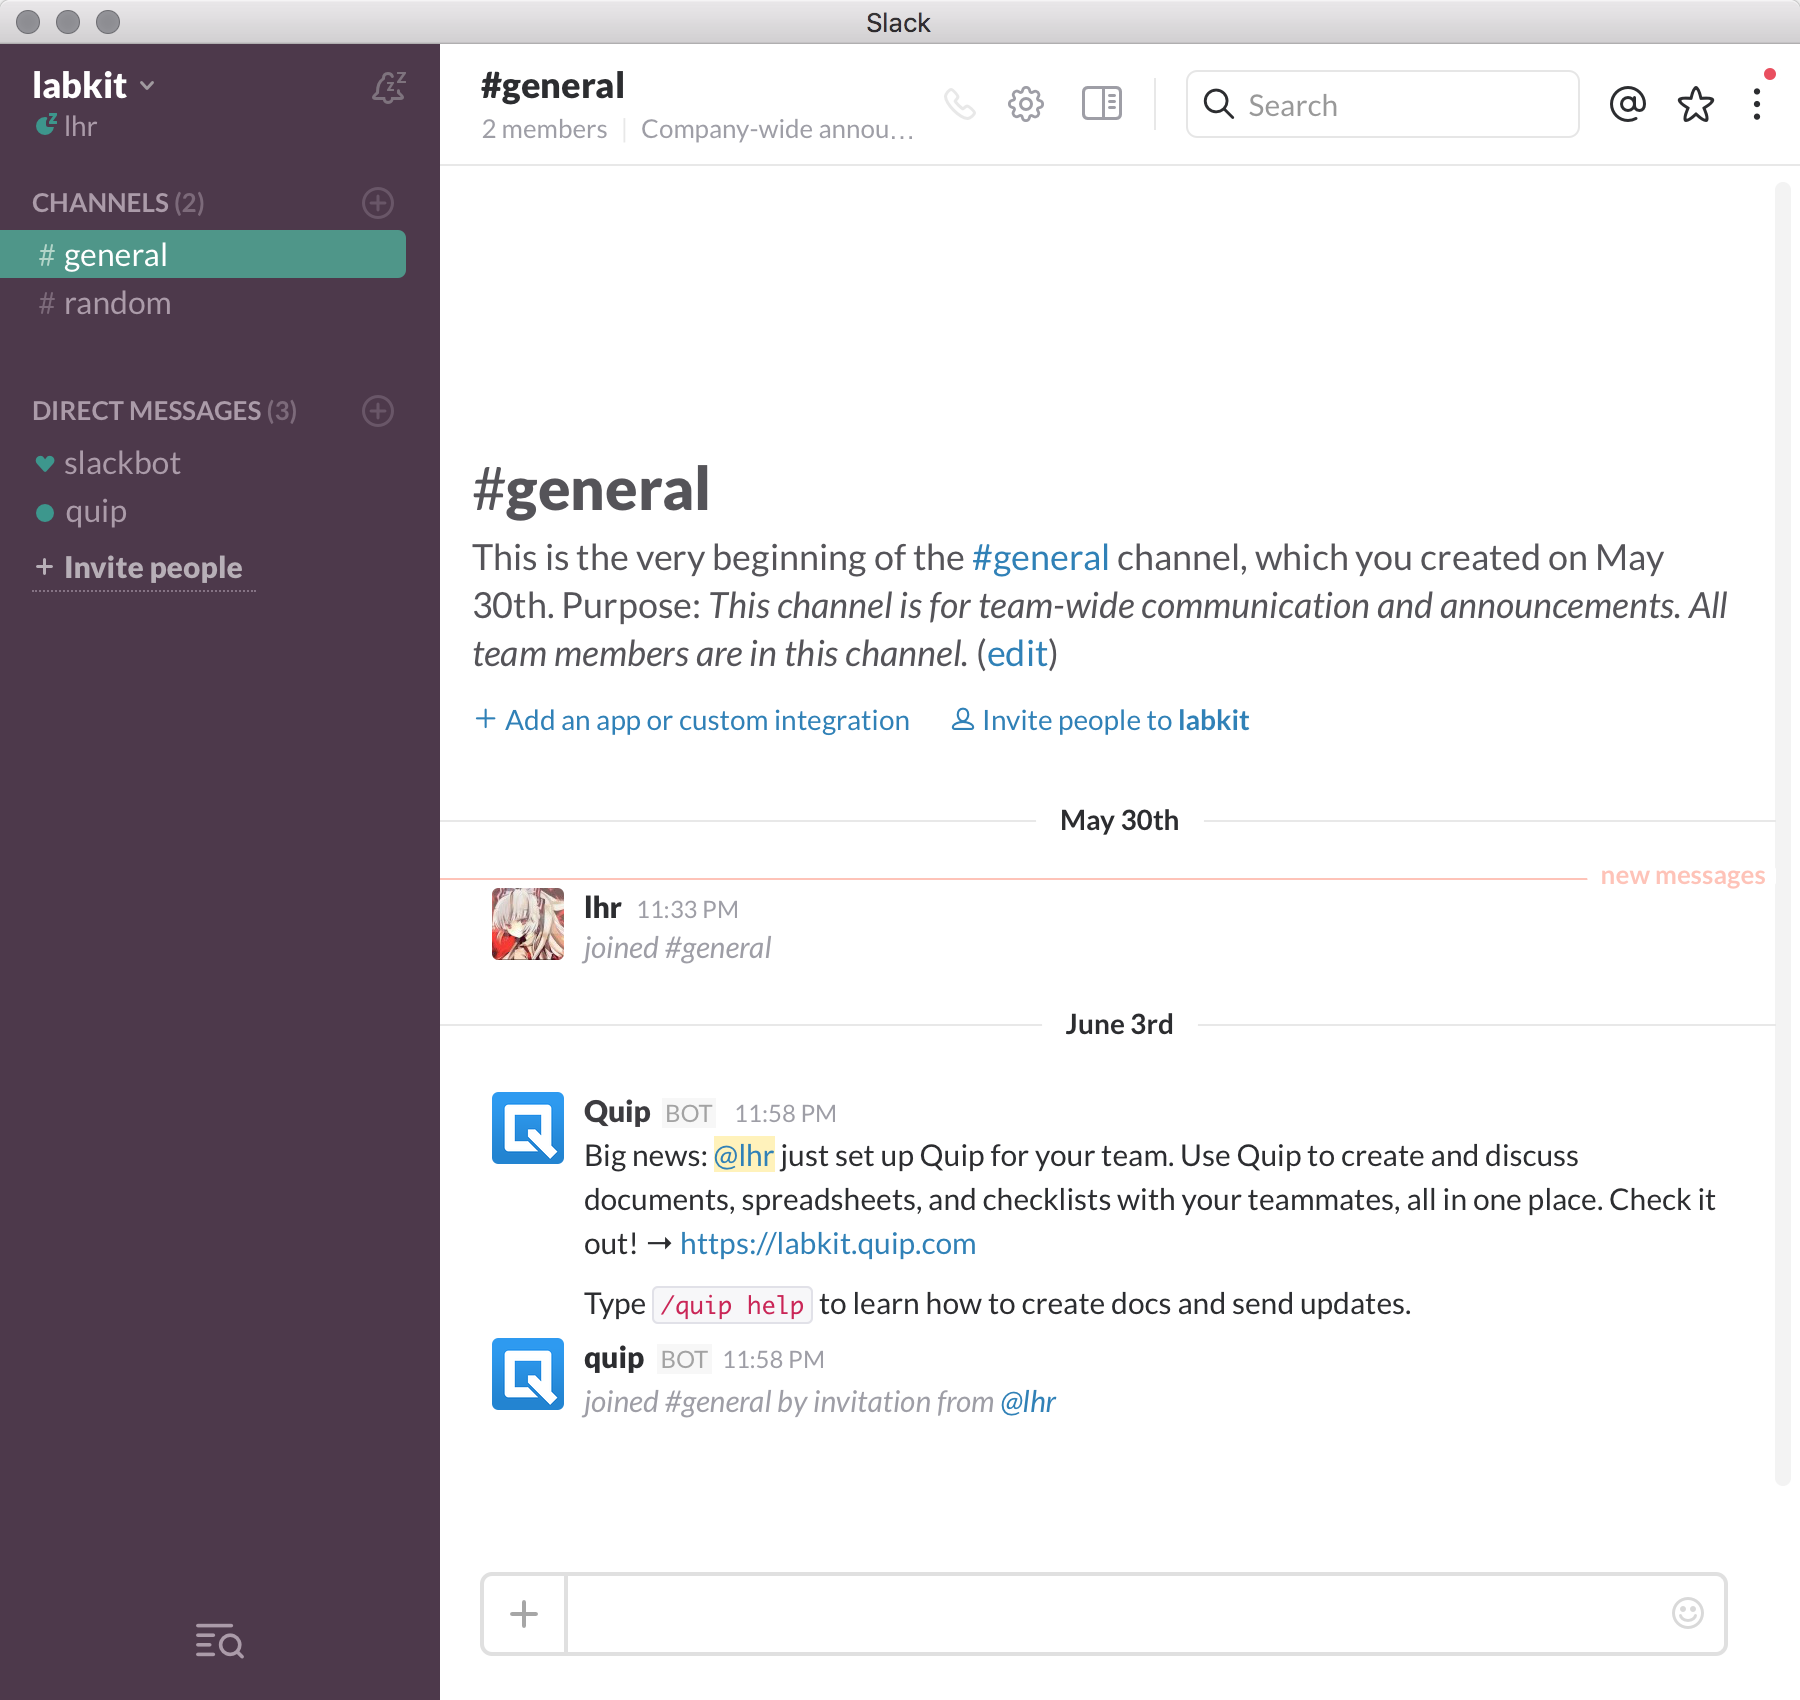 Slack
labkit
lhr
CHANNELS (2)
# general
# random
DIRECT MESSAGES (3)
slackbot
quip
+ Invite people
#general
2 members | Company-wide annou...
Search
#general
This is the very beginning of the #general channel, which you created on May
30th. Purpose: This channel is for team-wide communication and announcements. All
team members are in this channel. (edit)
+ Add an app or custom integration Invite people to labkit
May 30th
new messages
lhr 11:33 PM
joined #general
June 3rd
Quip BOT 11:58 PM
Big news: @lhr just set up Quip for your team. Use Quip to create and discuss
documents, spreadsheets, and checklists with your teammates, all in one place. Check it
out! → https://labkit.quip.com
Type /quip help to learn how to create docs and send updates.
quip BOT 11:58 PM
joined #general by invitation from @lhr